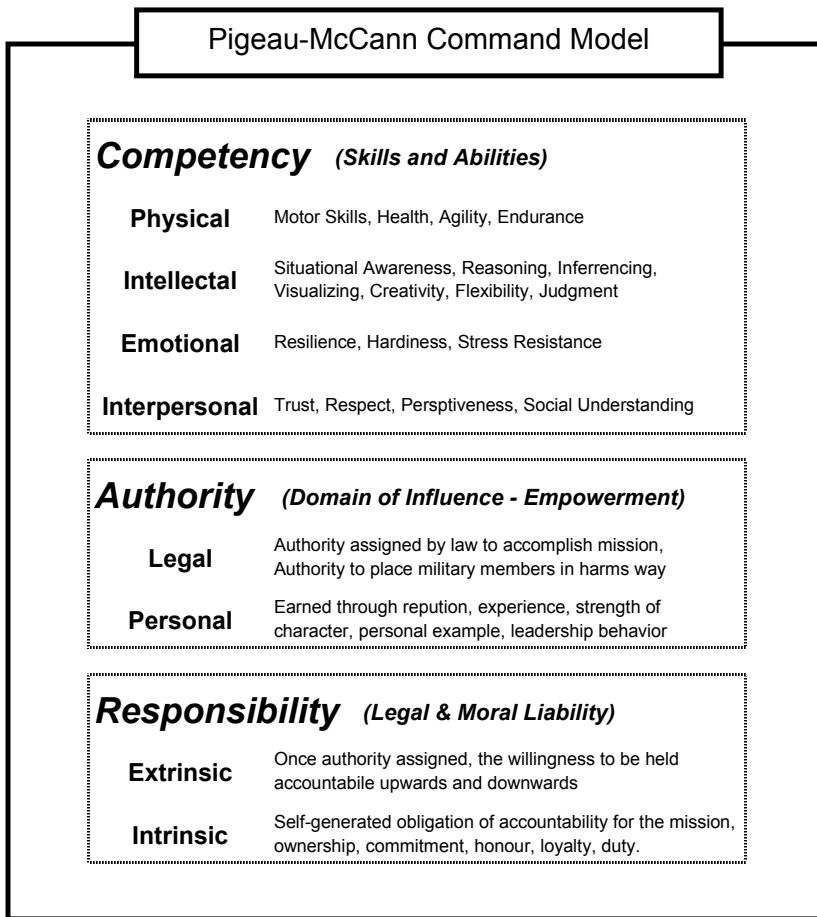 Pigeau-McCann Command Model
Competency (Skills and Abilities)
Physical Motor Skills, Health, Agility, Endurance
Intellectal Situational Awareness, Reasoning, Inferrencing,
Visualizing, Creativity, Flexibility, Judgment
Emotional Resilience, Hardiness, Stress Resistance
Interpersonal Trust, Respect, Persptiveness, Social Understanding
Authority (Domain of Influence - Empowerment)
Legal Authority assigned by law to accomplish mission,
Authority to place military members in harms way
Personal Earned through repution, experience, strength of
character, personal example, leadership behavior
Responsibility (Legal & Moral Liability)
Extrinsic Once authority assigned, the willingness to be held
accountabile upwards and downwards
Intrinsic Self-generated obligation of accountability for the mission,
ownership, commitment, honour, loyalty, duty.